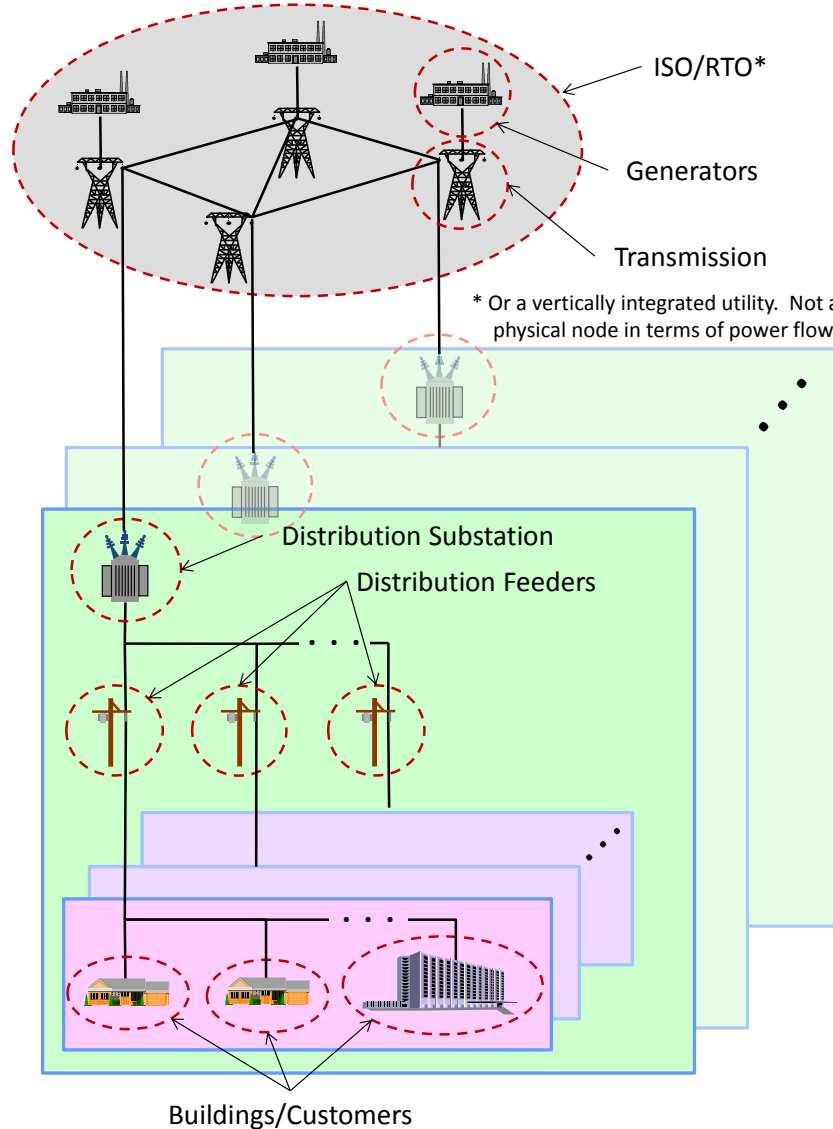 ISO/RTO*
Generators
Transmission
* Or a vertically integrated utility.  Not a
physical node in terms of power flow
Distribution Substation
Distribution Feeders
Buildings/Customers